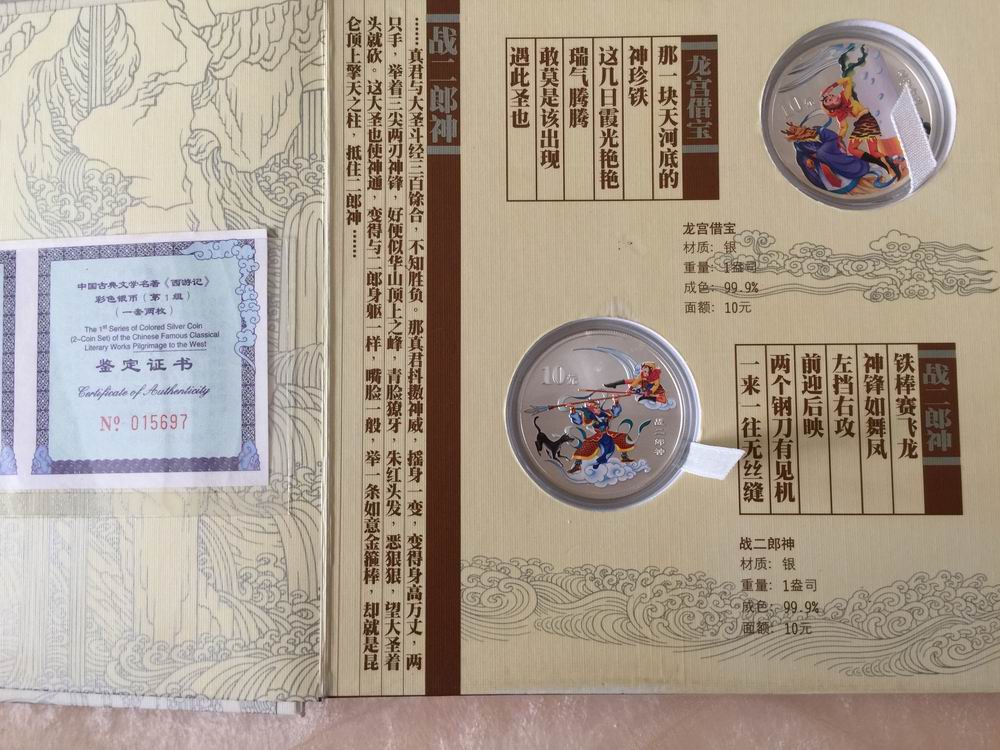 中国古典文学名著《西游记》
彩色银币（第1组）
（一套两枚）
The 1st Series of Colored Silver Coin
(2-Coin Set) of the Chinese Famous Classical
Literary Works Pilgrimage to the West
鉴定证书
Certificate of Authenticity
№ 015697
战二郎神
……真君与大圣斗经三百馀合，不知胜负。那真君抖擞神威，摇身一变，变得身高万丈，两
只手，举着三尖两刃神锋，好便似华山顶上之峰，青脸獠牙，朱红头发，恶狠狠，望大圣着
头就砍。这大圣也使神通，变得与二郎身躯一样，嘴脸一般，举一条如意金箍棒，却就是昆
仑顶上擎天之柱，抵住二郎神……
龙宫借宝
那一块天河底的
神珍铁
这几日霞光艳艳
瑞气腾腾
敢莫是该出现
遇此圣也
10元
龙宫借宝
材质：银
重量：1盎司
成色：99.9%
面额：10元
10元
战二郎神
战二郎神
铁棒赛飞龙
神锋如舞凤
左挡右攻
前迎后映
两个钢刀有见机
一来一往无丝缝
战二郎神
材质：银
重量：1盎司
成色：99.9%
面额：10元